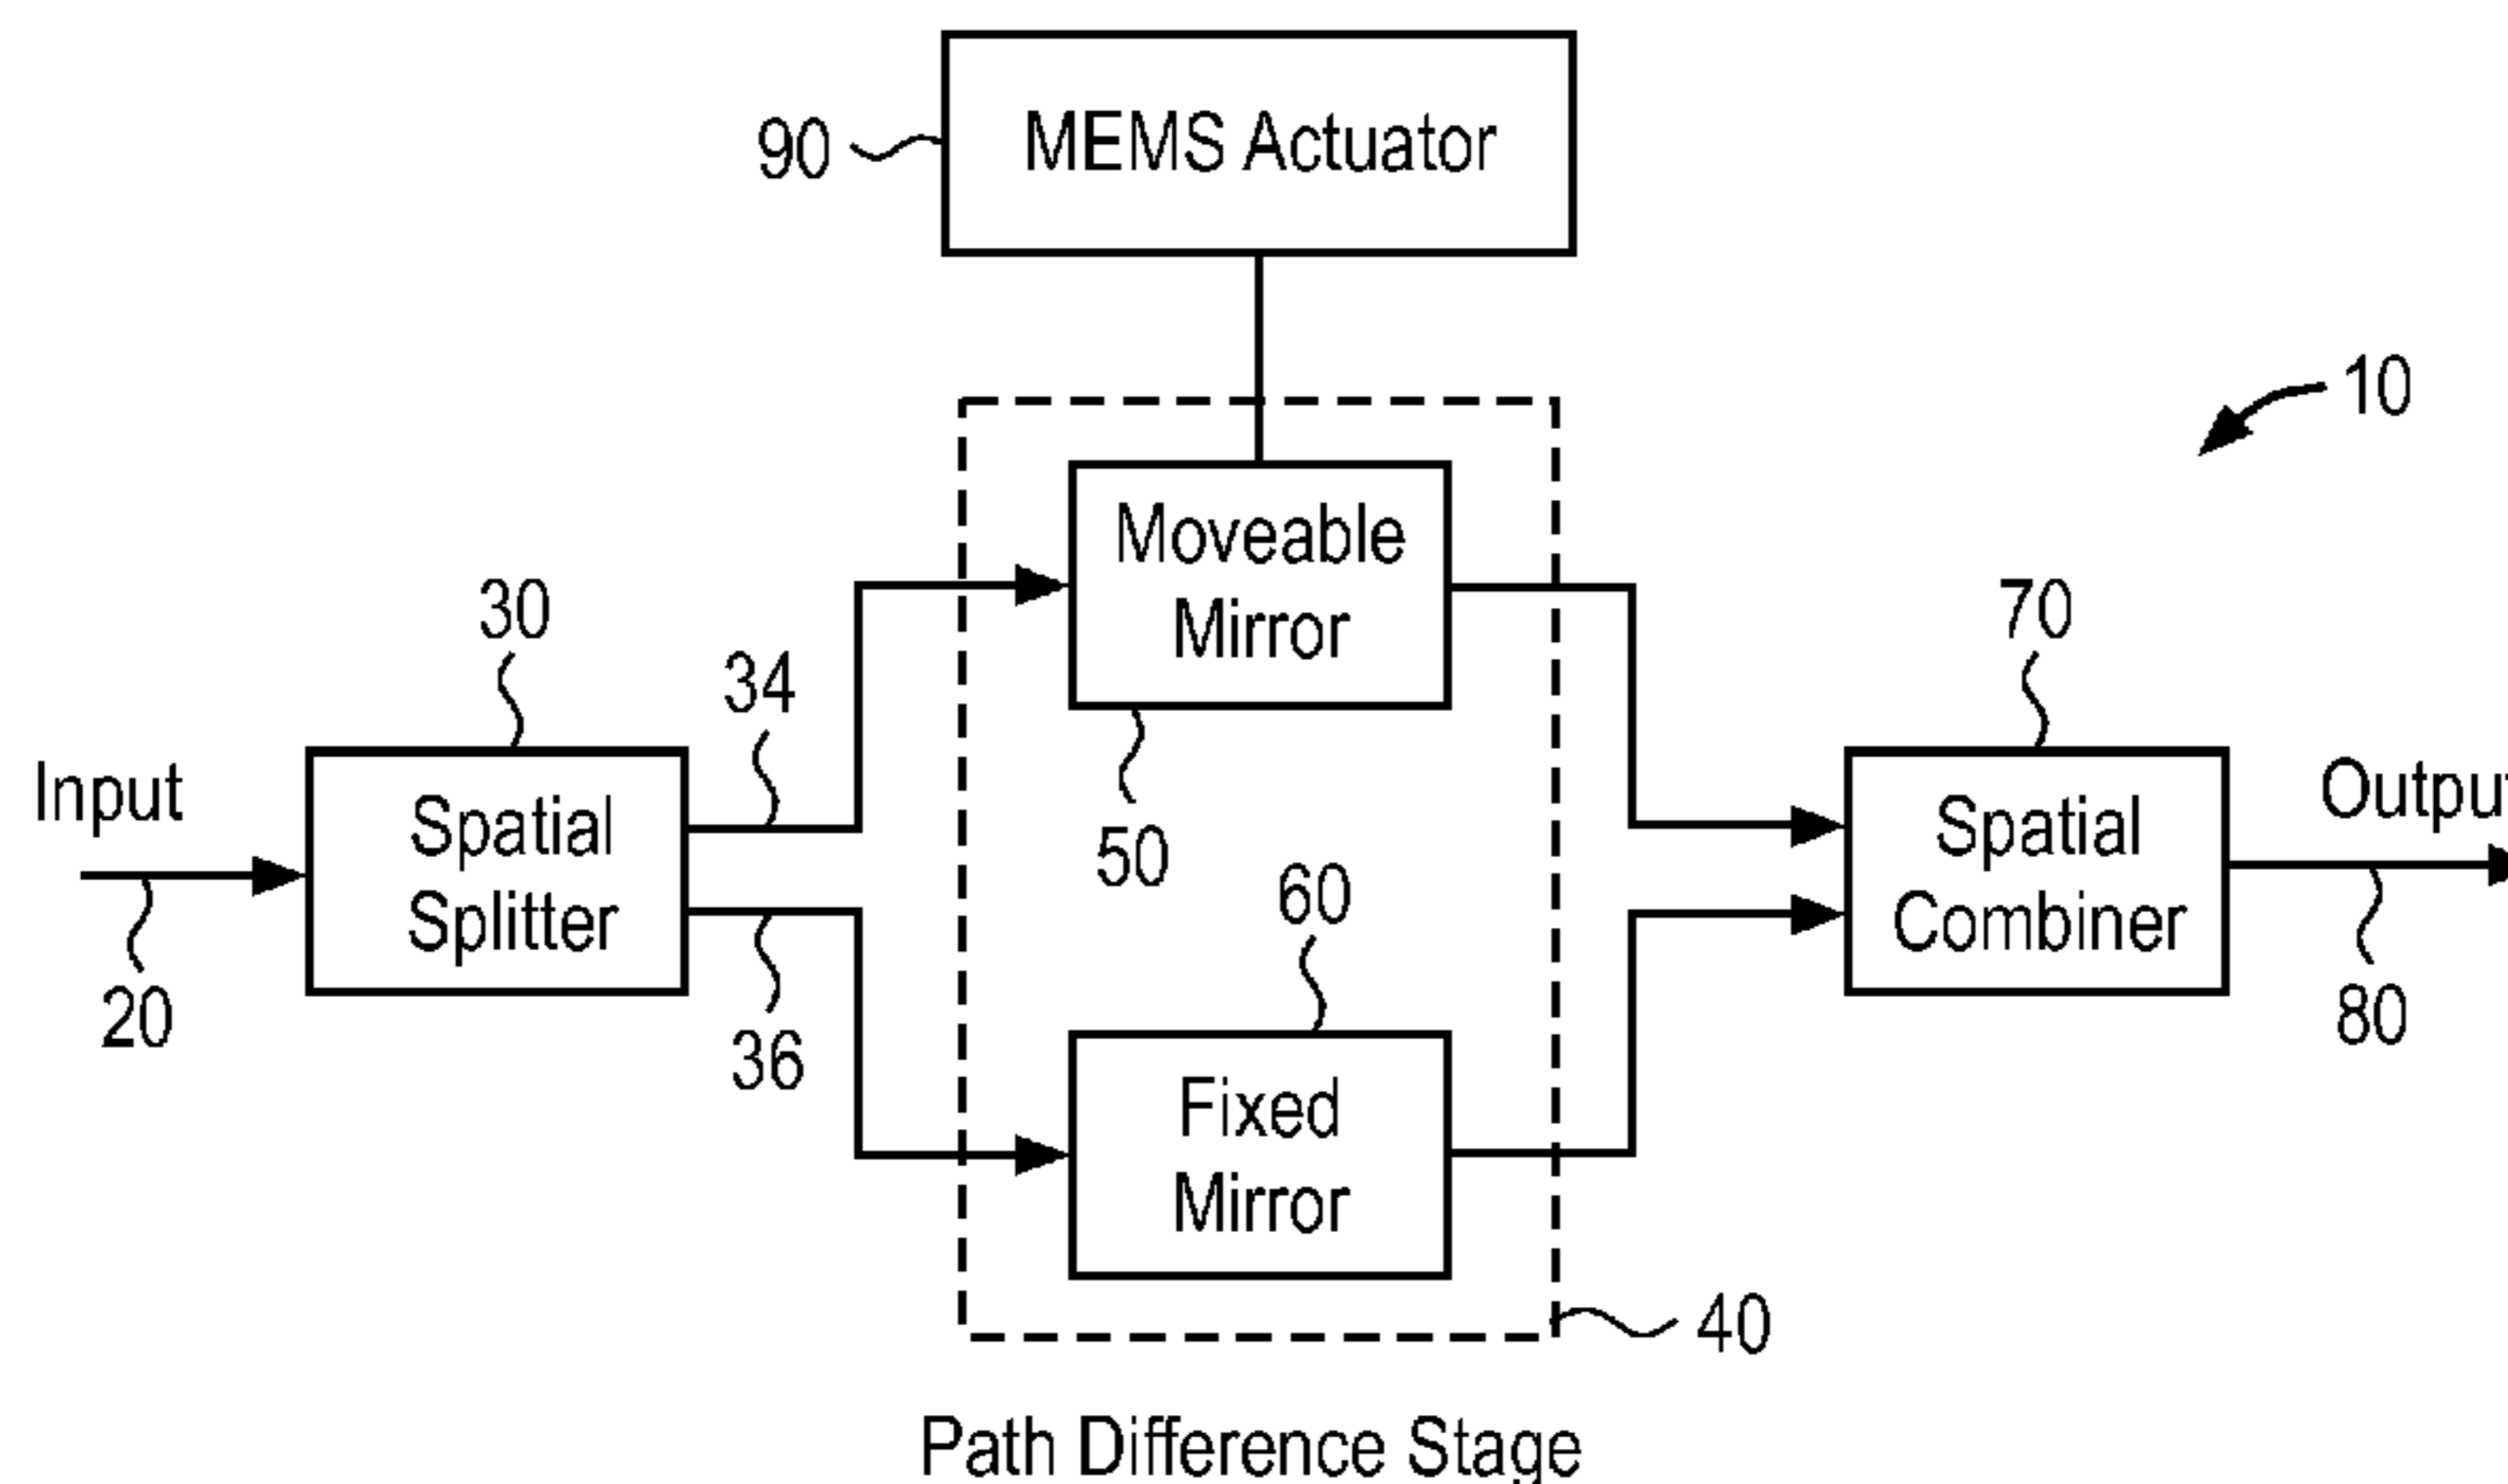 MEMS Actuator
90
10
Moveable
Mirror
30
34
70
Input
Spatial
Splitter
50
60
Spatial
Combiner
Output
20
36
80
Fixed
Mirror
40
Path Difference Stage